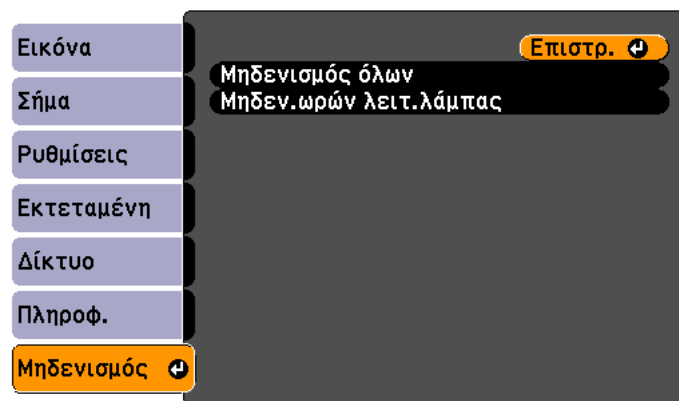 Εικόνα
Σήμα
Ρυθμίσεις
Εκτεταμένη
Δίκτυο
Πληροφ.
Μηδενισμός
Επιστρ.
Μηδενισμός όλων
Μηδεν.ωρών λειτ.λάμπας